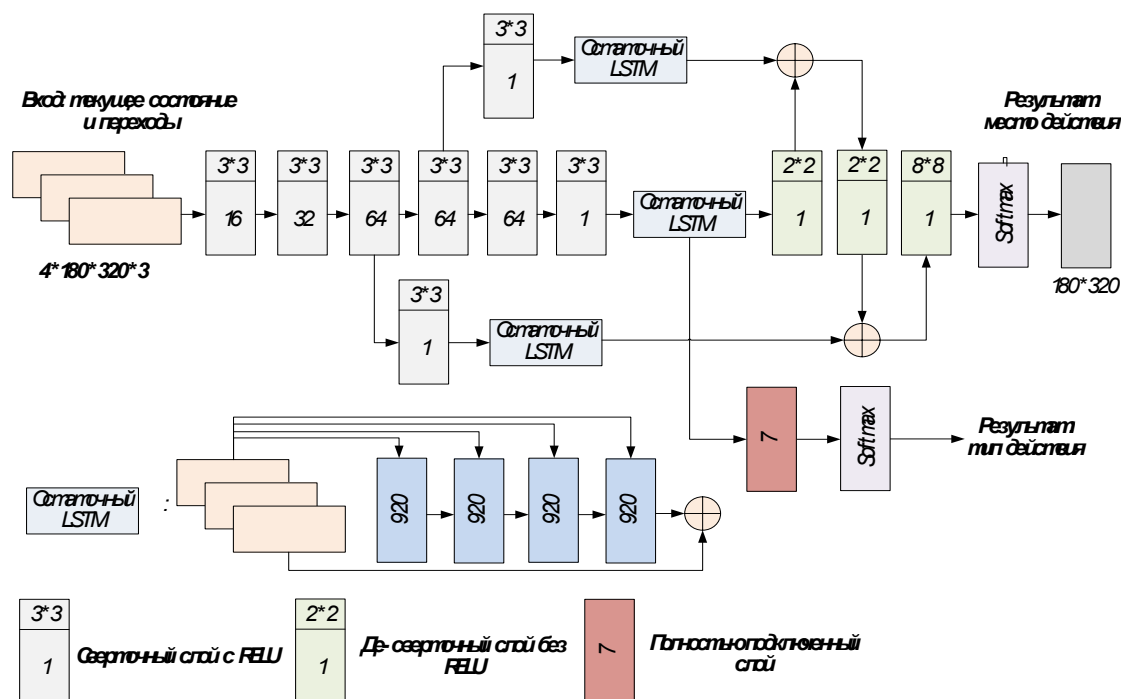 3*3
1
Остаточный
LSTM
Вход: текущее состояние
и переходы
Результат:
место действия
3*3
16
3*3
32
3*3
64
3*3
64
3*3
64
3*3
1
Остаточный
LSTM
2*2
1
2*2
1
8*8
1
Softmax
4*180*320*3
180*320
3*3
1
Остаточный
LSTM
7
Softmax
Результат:
тип действия
Остаточный
LSTM
:
920
920
920
920
3*3
1
Сверточный слой с RELU
2*2
1
Де-сверточный слой без
RELU
7
Полностью подключенный
слой